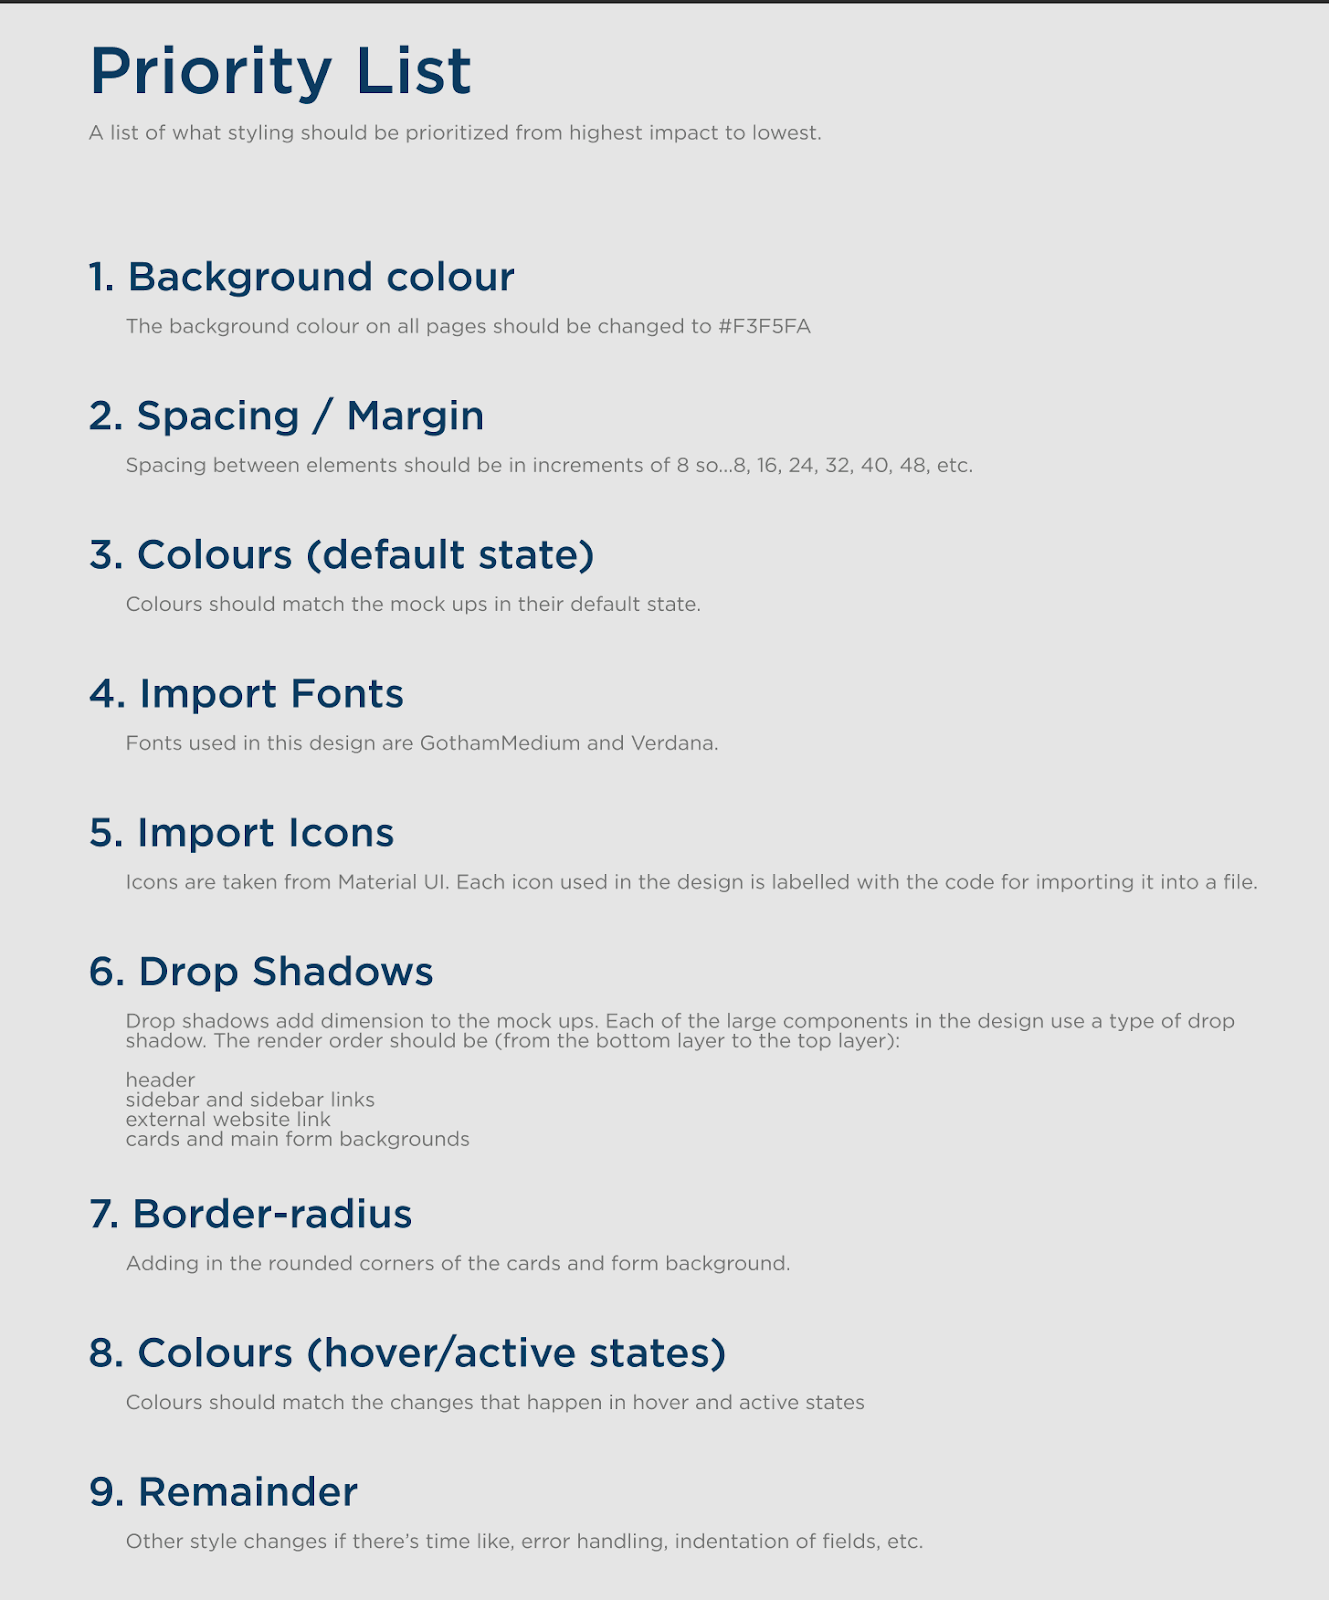 Priority List
A list of what styling should be prioritized from highest impact to lowest.
1. Background colour
The background colour on all pages should be changed to #F3F5FA
2. Spacing / Margin
Spacing between elements should be in increments of 8 so...8, 16, 24, 32, 40, 48, etc.
3. Colours (default state)
Colours should match the mock ups in their default state.
4. Import Fonts
Fonts used in this design are GothamMedium and Verdana.
5. Import Icons
Icons are taken from Material UI. Each icon used in the design is labelled with the code for importing it into a file.
6. Drop Shadows
Drop shadows add dimension to the mock ups. Each of the large components in the design use a type of drop
shadow. The render order should be (from the bottom layer to the top layer):
header
sidebar and sidebar links
external website link
cards and main form backgrounds
7. Border-radius
Adding in the rounded corners of the cards and form background.
8. Colours (hover/active states)
Colours should match the changes that happen in hover and active states
9. Remainder
Other style changes if there’s time like, error handling, indentation of fields, etc.